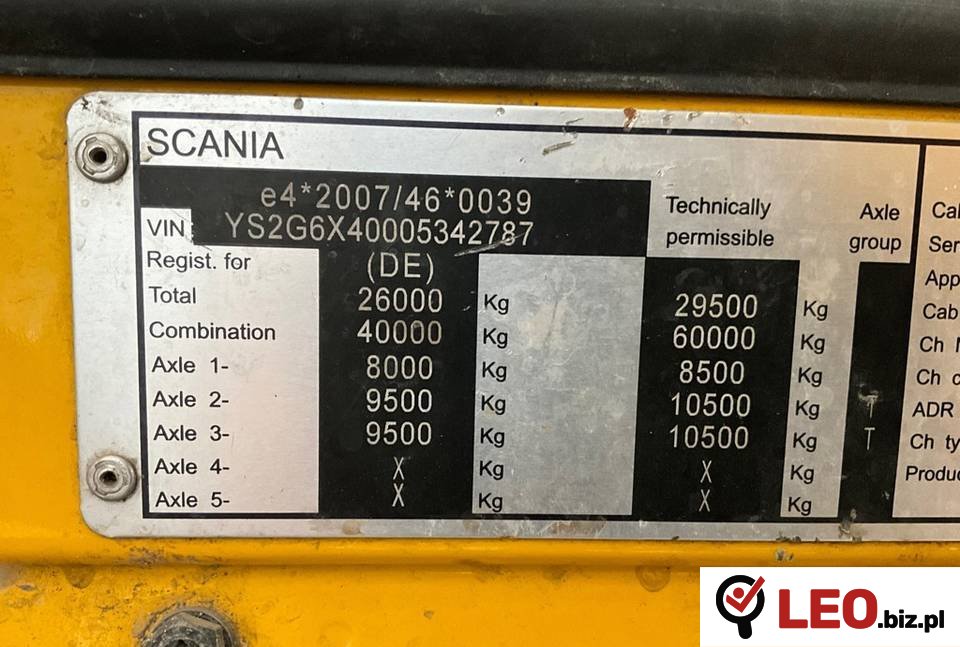 SCANIA
e4*2007/46*0039
VIN YS2G6X40005342787
Technically permissible
Axle group
Regist. for (DE)
Total 26000 Kg 29500 Kg
Combination 40000 Kg 60000 Kg
Axle 1- 8000 Kg 8500 Kg
Axle 2- 9500 Kg 10500 Kg T
Axle 3- 9500 Kg 10500 Kg T
Axle 4- X Kg X Kg
Axle 5- X Kg X Kg
Cab
Ch
Ch
ADR
Ch
LEO.biz.pl